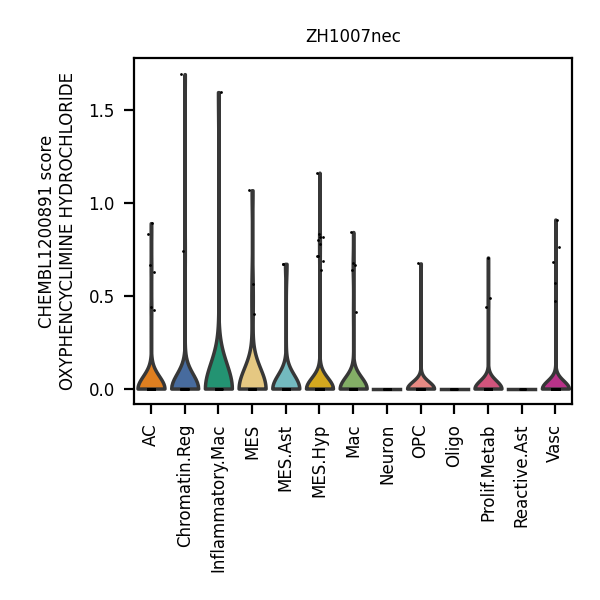 ZH1007nec
CHEMBL1200891 score
OXYPHENCYCLIMINE HYDROCHLORIDE
1.5
1.0
0.5
0.0
AC
Chromatin.Reg
Inflammatory.Mac
MES
MES.Ast
MES.Hyp
Mac
Neuron
OPC
Oligo
Prolif.Metab
Reactive.Ast
Vasc